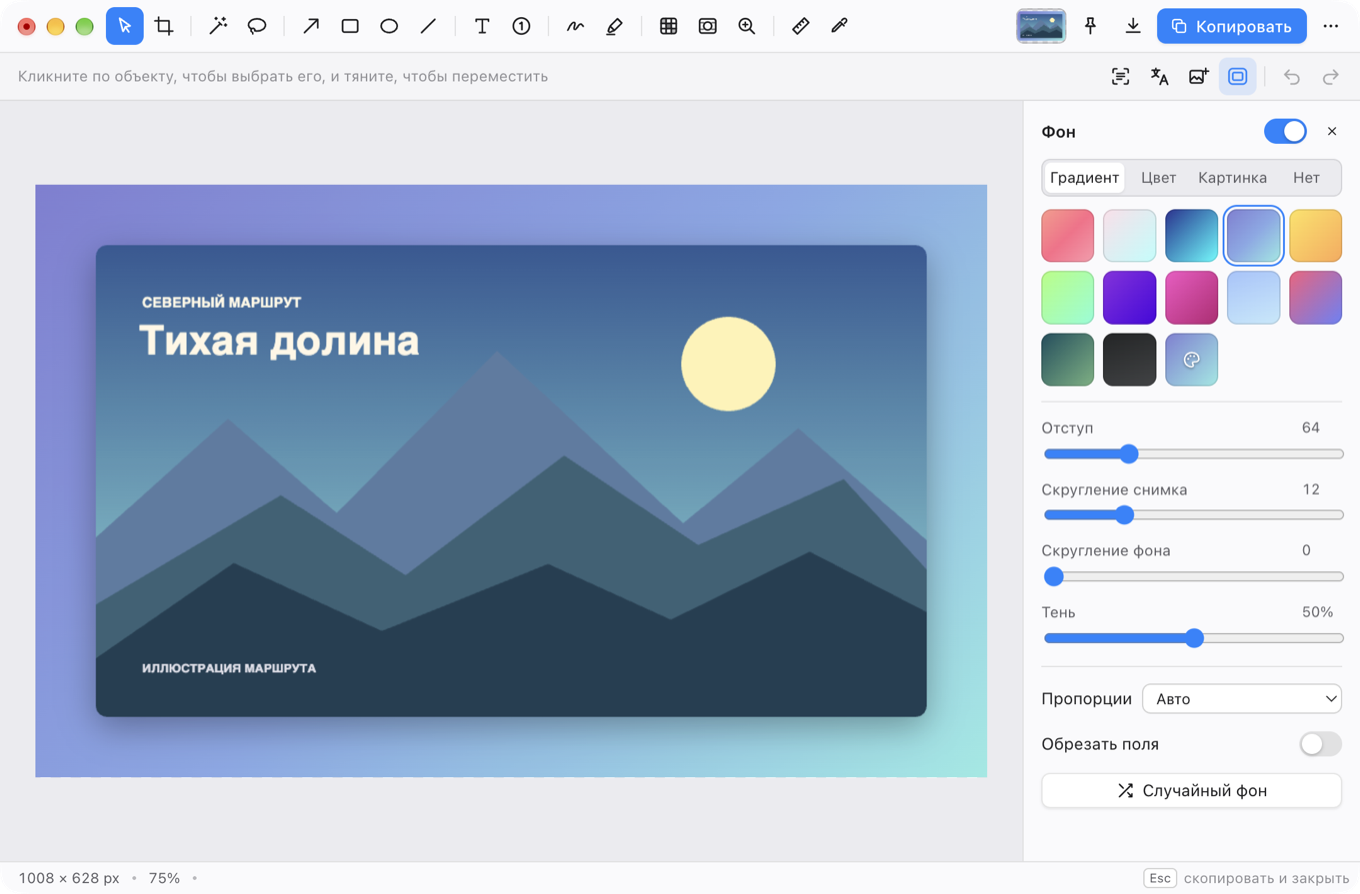 1
Копировать
Кликните по объекту, чтобы выбрать его, и тяните, чтобы переместить
Фон
Градиент Цвет Картинка Нет
СЕВЕРНЫЙ МАРШРУТ
Тихая долина
ИЛЛЮСТРАЦИЯ МАРШРУТА
Отступ 64
Скругление снимка 12
Скругление фона 0
Тень 50%
Пропорции Авто
Обрезать поля
Случайный фон
1008 × 628 px • 75% •
Esc скопировать и закрыть